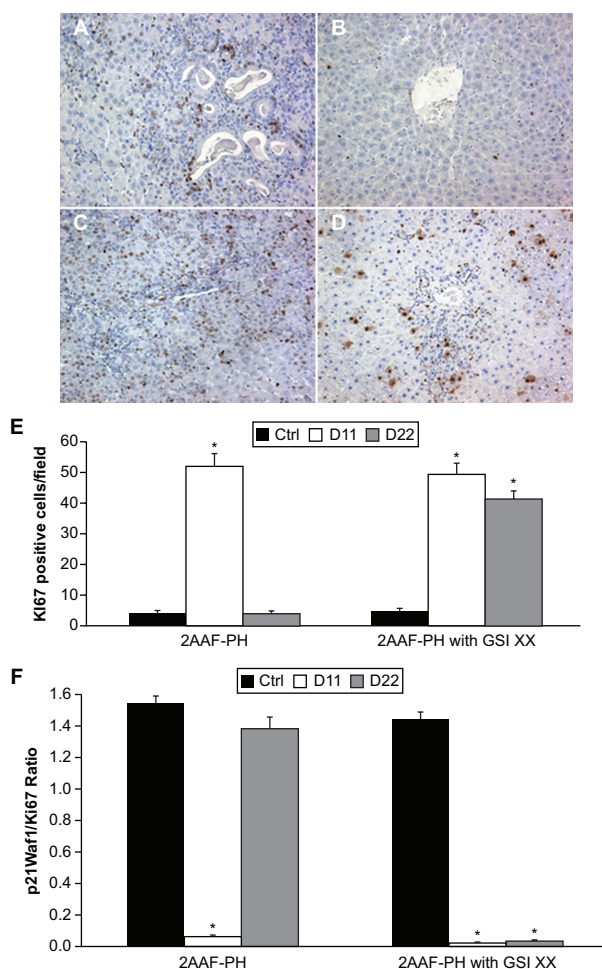 A
B
C
D
E
Ctrl D11 D22
KI67 positive cells/field
60
50
40
30
20
10
0
*
*
*
2AAF-PH
2AAF-PH with GSI XX
F
Ctrl D11 D22
p21Waf1/Ki67 Ratio
1.6
1.4
1.2
1.0
0.8
0.6
0.4
0.2
0.0
*
*
*
2AAF-PH
2AAF-PH with GSI XX